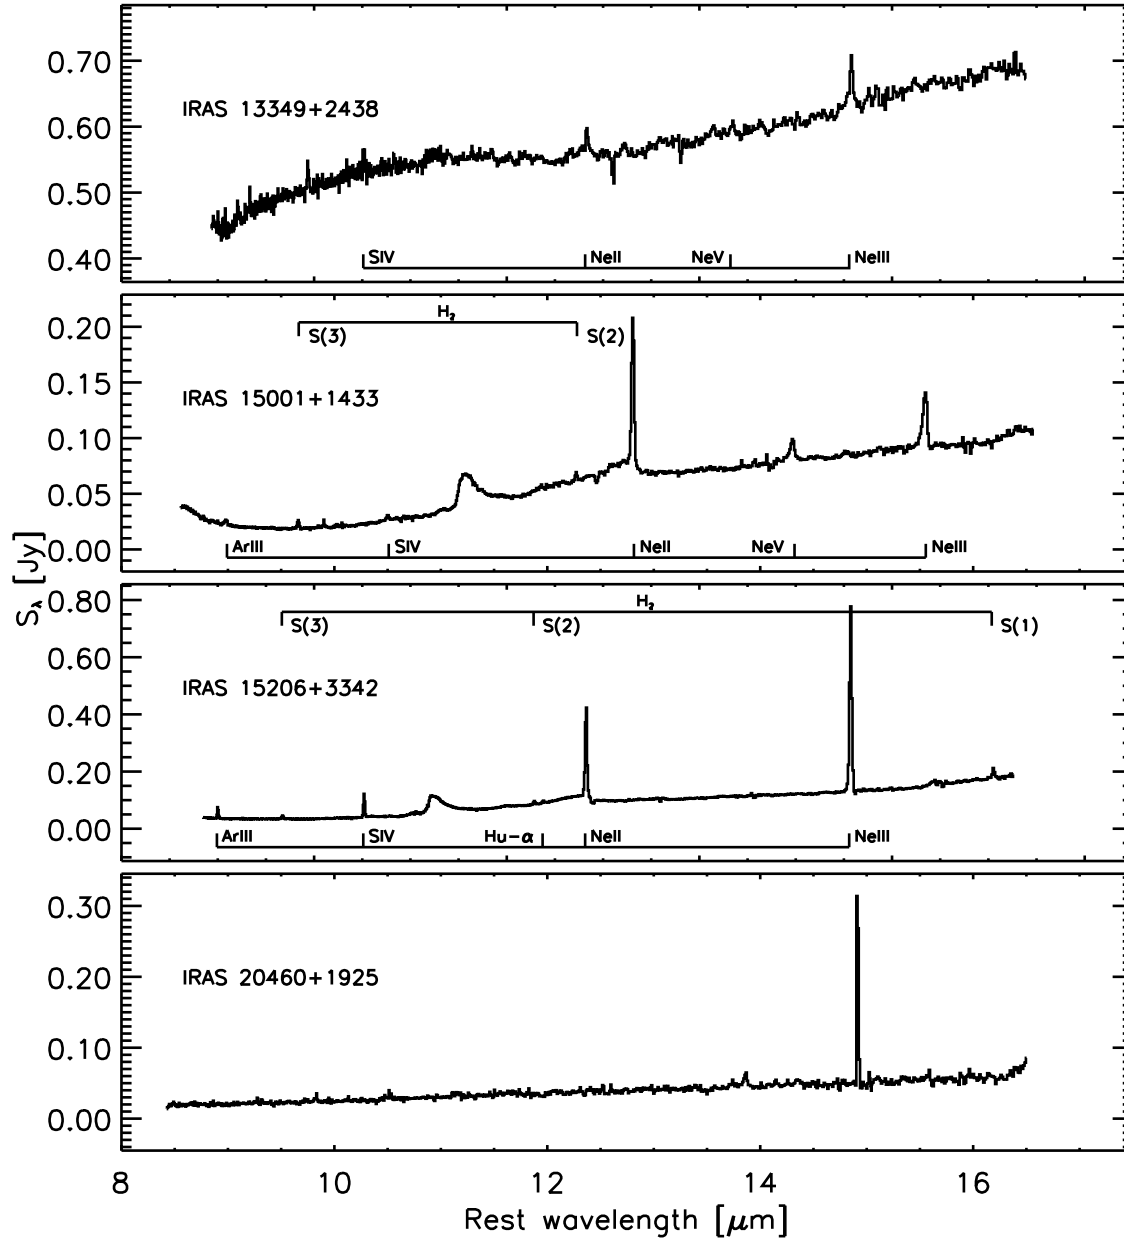 0.70
0.60
0.50
0.40
IRAS 13349+2438
SIV NeII NeV NeIII
0.20
0.15
0.10
0.05
0.00
H₂
S(3) S(2)
IRAS 15001+1433
ArIII SIV NeII NeV NeIII
Sλ [Jy]
0.80
0.60
0.40
0.20
0.00
H₂
S(3) S(2) S(1)
IRAS 15206+3342
ArIII SIV Hu-α NeII NeIII
0.30
0.20
0.10
0.00
IRAS 20460+1925
8 10 12 14 16
Rest wavelength [μm]